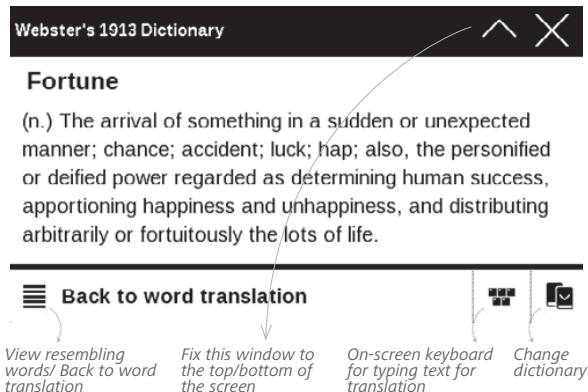 Webster's 1913 Dictionary
Fortune
(n.) The arrival of something in a sudden or unexpected
manner; chance; accident; luck; hap; also, the personified
or deified power regarded as determining human success,
apportioning happiness and unhappiness, and distributing
arbitrarily or fortuitously the lots of life.
Back to word translation
View resembling
words/ Back to word
translation
Fix this window to
the top/bottom of
the screen
On-screen keyboard
for typing text for
translation
Change
dictionary